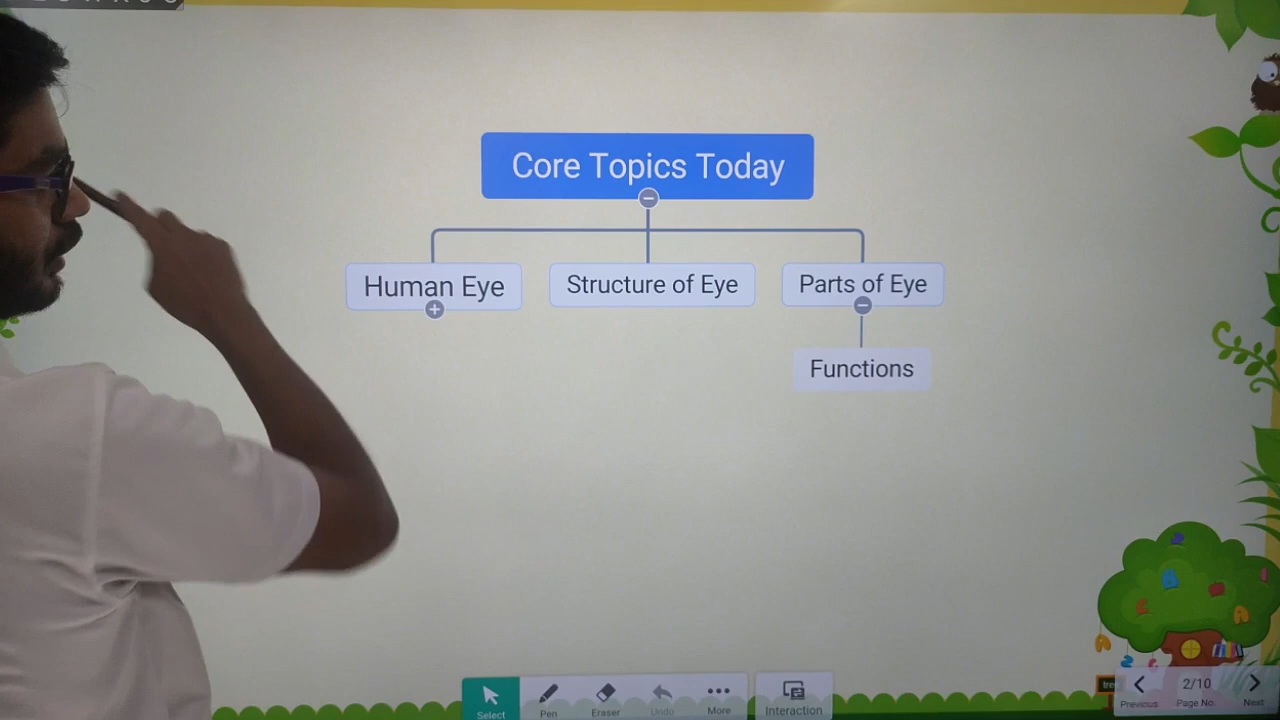 Core Topics Today
Human Eye
Structure of Eye
Parts of Eye
Functions
Select
Pen
Eraser
Undo
More
Interaction
tre
Previous
2/10
Page No.
Next